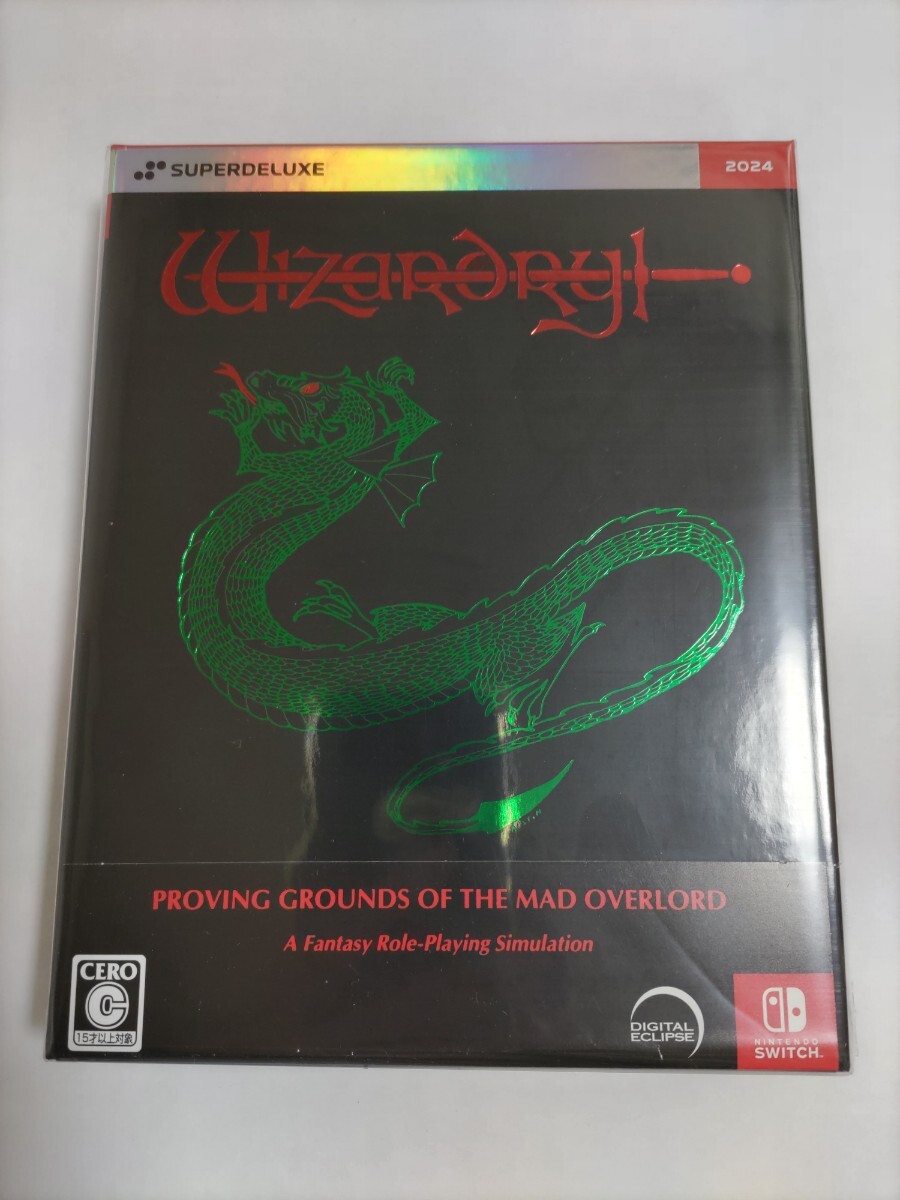 SUPERDELUXE
2024
Wizardry
PROVING GROUNDS OF THE MAD OVERLORD
A Fantasy Role-Playing Simulation
CERO
C
15才以上対象
DIGITAL
ECLIPSE
NINTENDO
SWITCH™